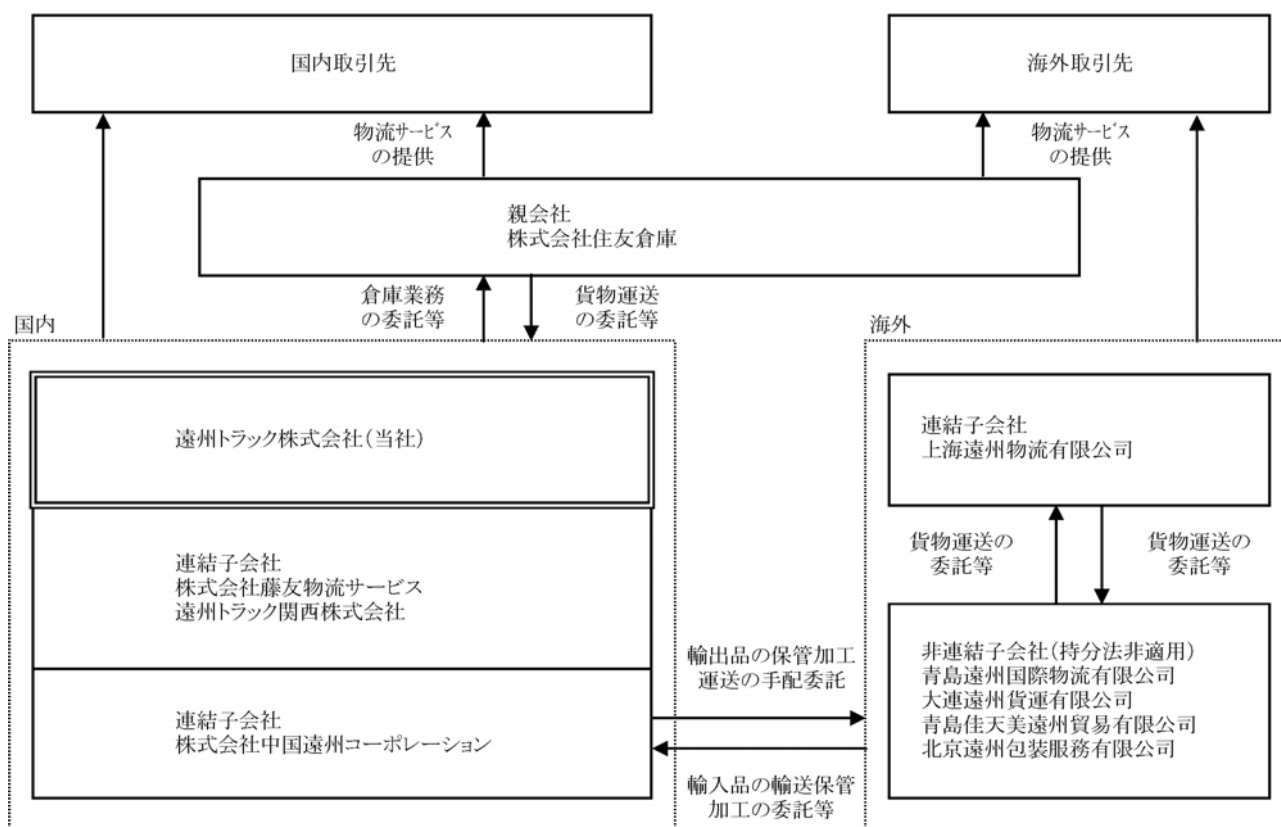 国内取引先
海外取引先
物流サービス
の提供
物流サービス
の提供
親会社
株式会社住友倉庫
倉庫業務
の委託等
貨物運送
の委託等
国内
海外
遠州トラック株式会社(当社)
連結子会社
上海遠州物流有限公司
連結子会社
株式会社藤友物流サービス
遠州トラック関西株式会社
貨物運送の
委託等
貨物運送の
委託等
輸出品の保管加工
運送の手配委託
非連結子会社(持分法非適用)
青島遠州国際物流有限公司
大連遠州貨運有限公司
青島佳天美遠州貿易有限公司
北京遠州包装服務有限公司
連結子会社
株式会社中国遠州コーポレーション
輸入品の輸送保管
加工の委託等